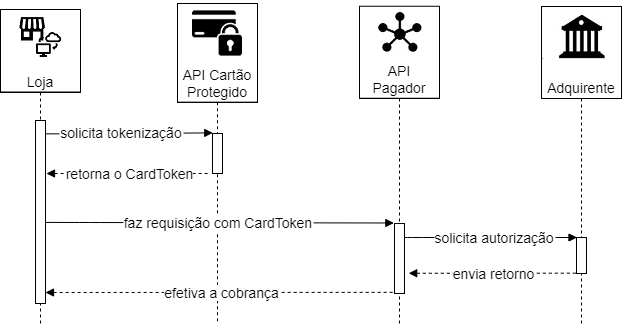 Loja
API Cartão
Protegido
API
Pagador
Adquirente
solicita tokenização
retorna o CardToken
faz requisição com CardToken
solicita autorização
envia retorno
efetiva a cobrança